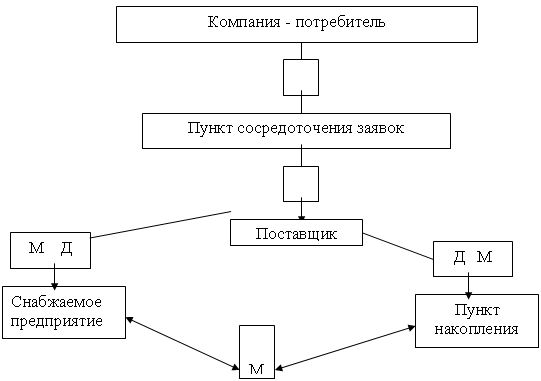 Компания - потребитель
Пункт сосредоточения заявок
Поставщик
М Д
Д М
Снабжаемое
предприятие
Пункт
накопления
М